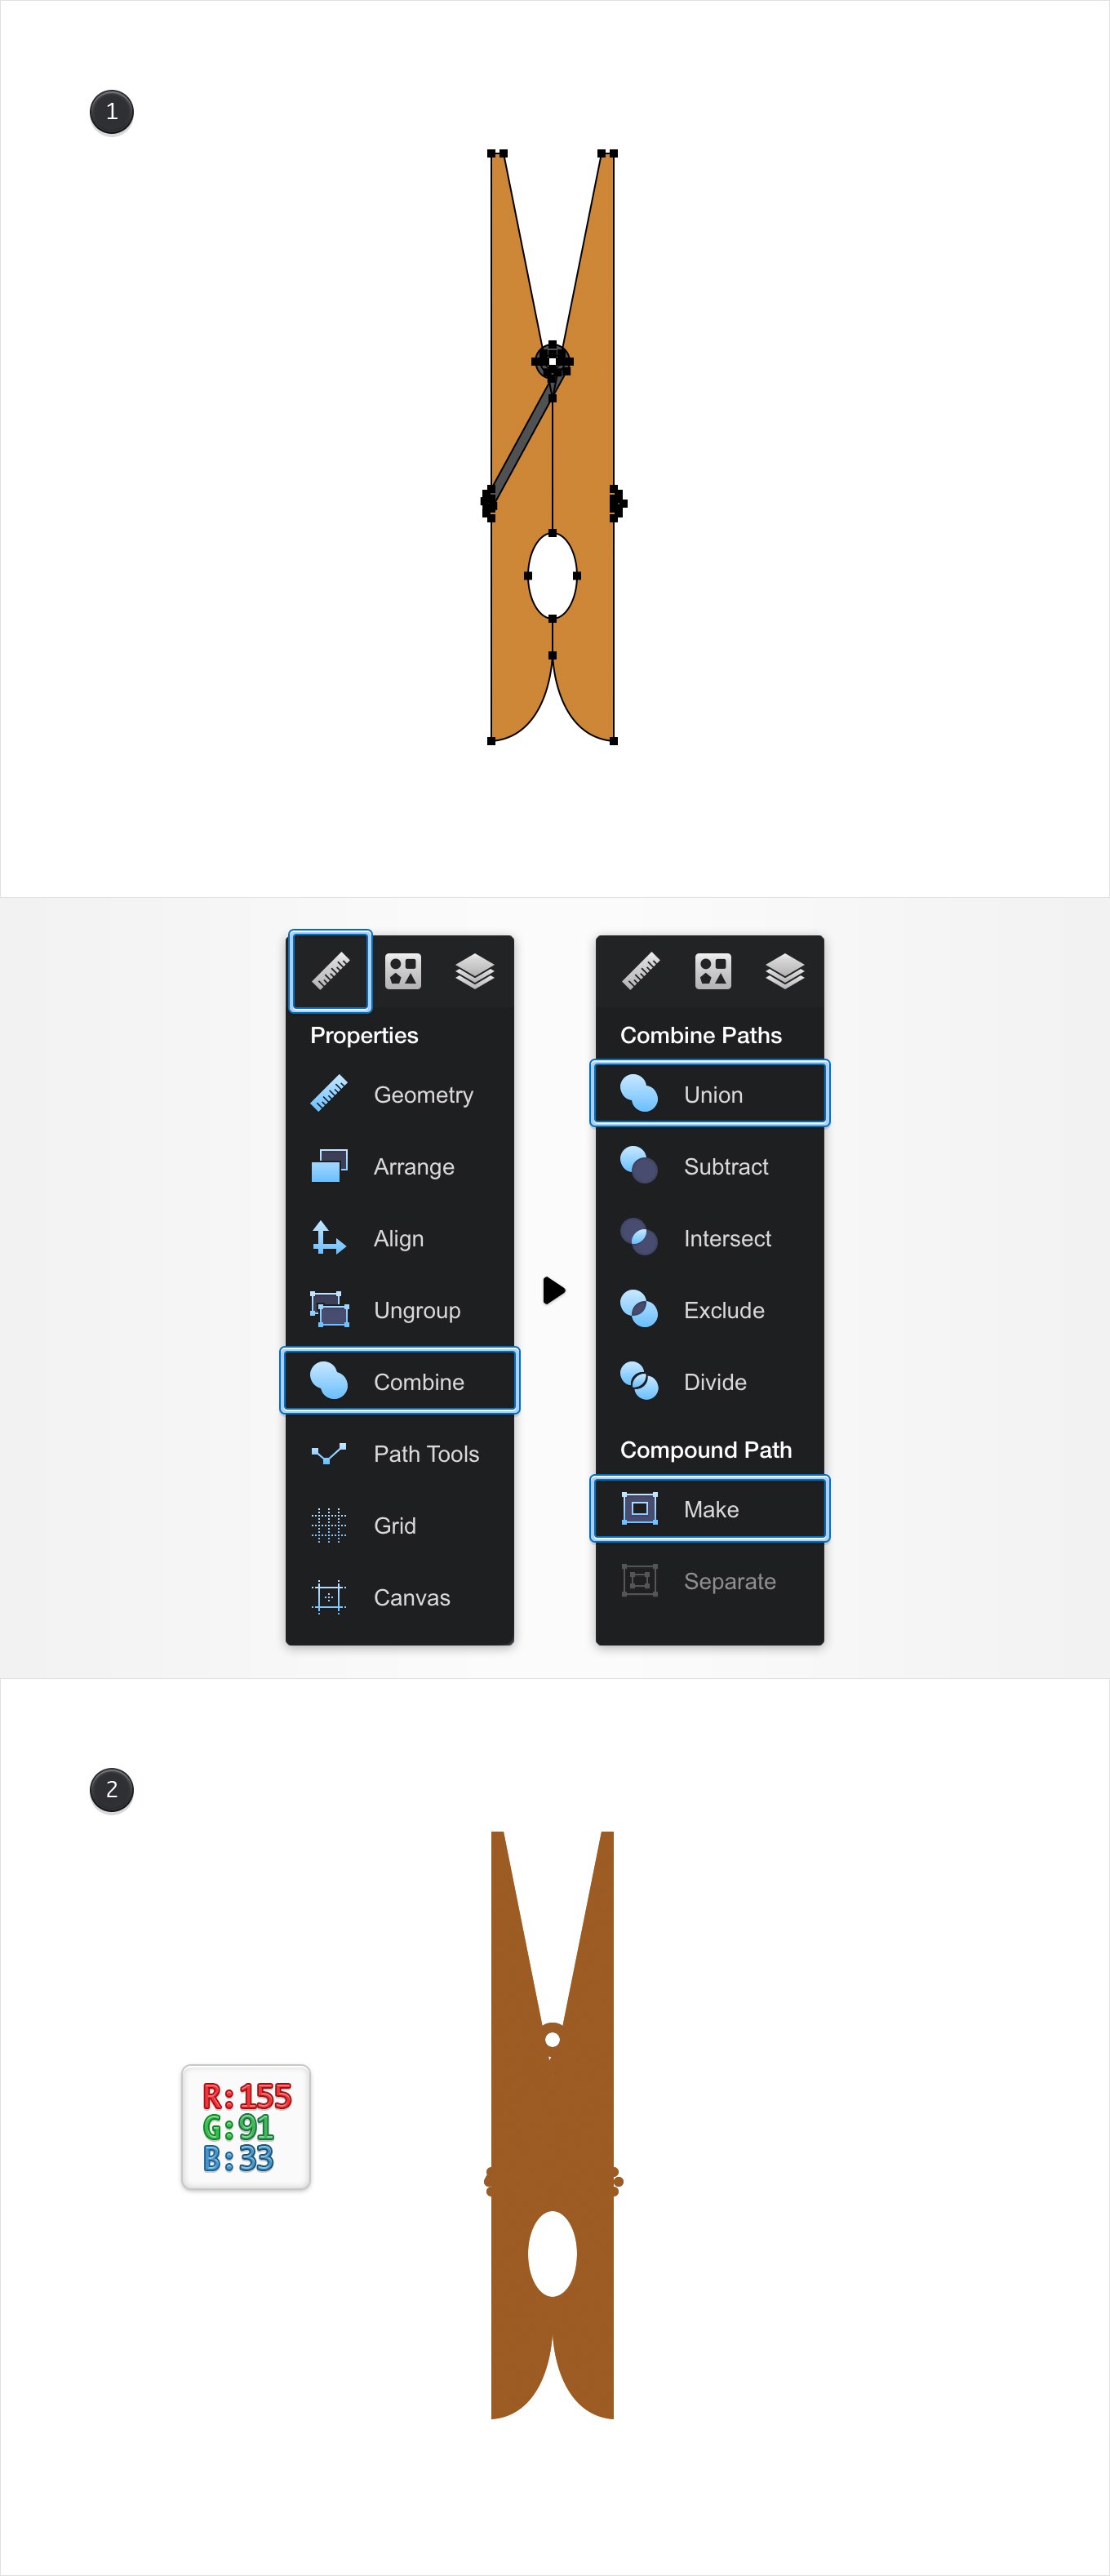 1
Properties
Geometry
Arrange
Align
Ungroup
Combine
Path Tools
Grid
Canvas
Combine Paths
Union
Subtract
Intersect
Exclude
Divide
Compound Path
Make
Separate
2
R:155
G:91
B:33